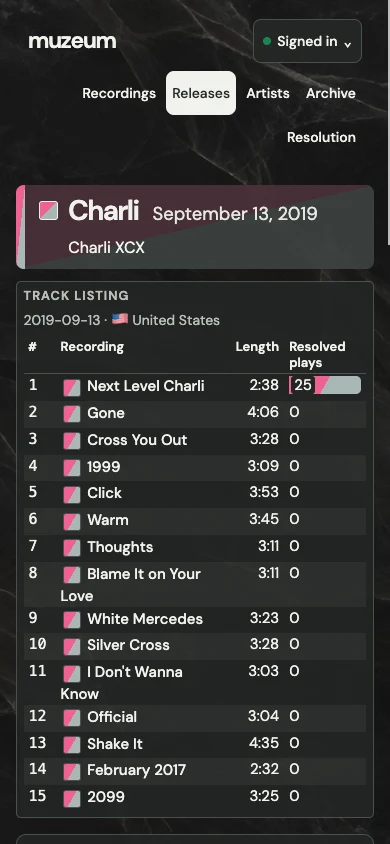 muzeum
Signed in
Recordings Releases Artists Archive
Resolution
Charli September 13, 2019
Charli XCX
TRACK LISTING
2019-09-13 · 🇺🇸 United States
# Recording Length Resolved
plays
1 Next Level Charli 2:38 25
2 Gone 4:06 0
3 Cross You Out 3:28 0
4 1999 3:09 0
5 Click 3:53 0
6 Warm 3:45 0
7 Thoughts 3:11 0
8 Blame It on Your 3:11 0
Love
9 White Mercedes 3:23 0
10 Silver Cross 3:28 0
11 I Don't Wanna 3:03 0
Know
12 Official 3:04 0
13 Shake It 4:35 0
14 February 2017 2:32 0
15 2099 3:25 0